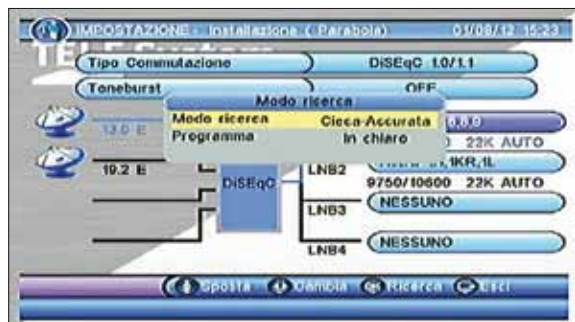 IMPOSTAZIONE - Installazione ( Parabola) 01/08/12 15:23
TELE System
Tipo Commutazione DiSEqC 1.0/1.1
Toneburst OFF
Modo ricerca
Modo ricerca Cieca-Accurata
Programma In chiaro
13.0 E
22K AUTO
19.2 E
DiSEqC
LNB2
9750/10600 22K AUTO
LNB3 NESSUNO
LNB4 NESSUNO
Sposta Cambia Ricerca Esci